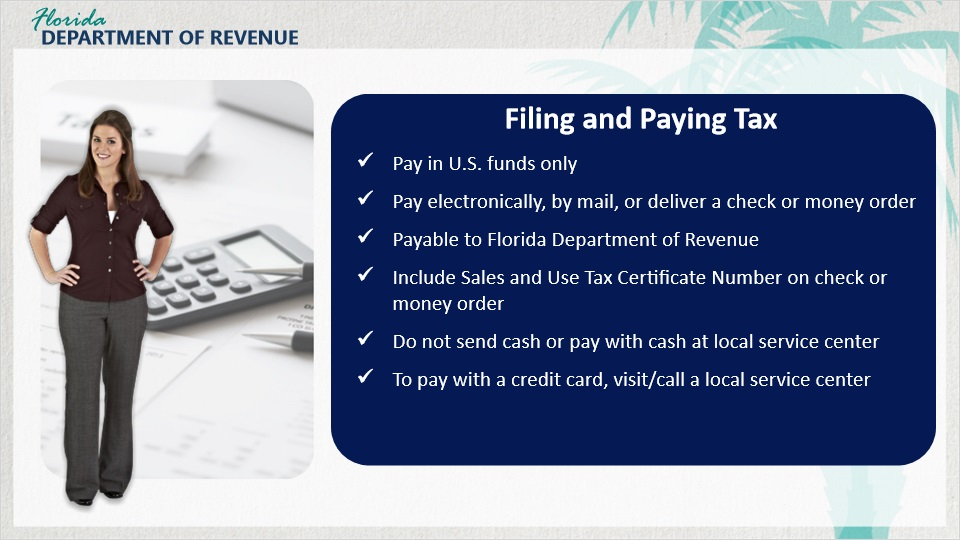 Florida
DEPARTMENT OF REVENUE
Filing and Paying Tax
✓ Pay in U.S. funds only
✓ Pay electronically, by mail, or deliver a check or money order
✓ Payable to Florida Department of Revenue
✓ Include Sales and Use Tax Certificate Number on check or
money order
✓ Do not send cash or pay with cash at local service center
✓ To pay with a credit card, visit/call a local service center